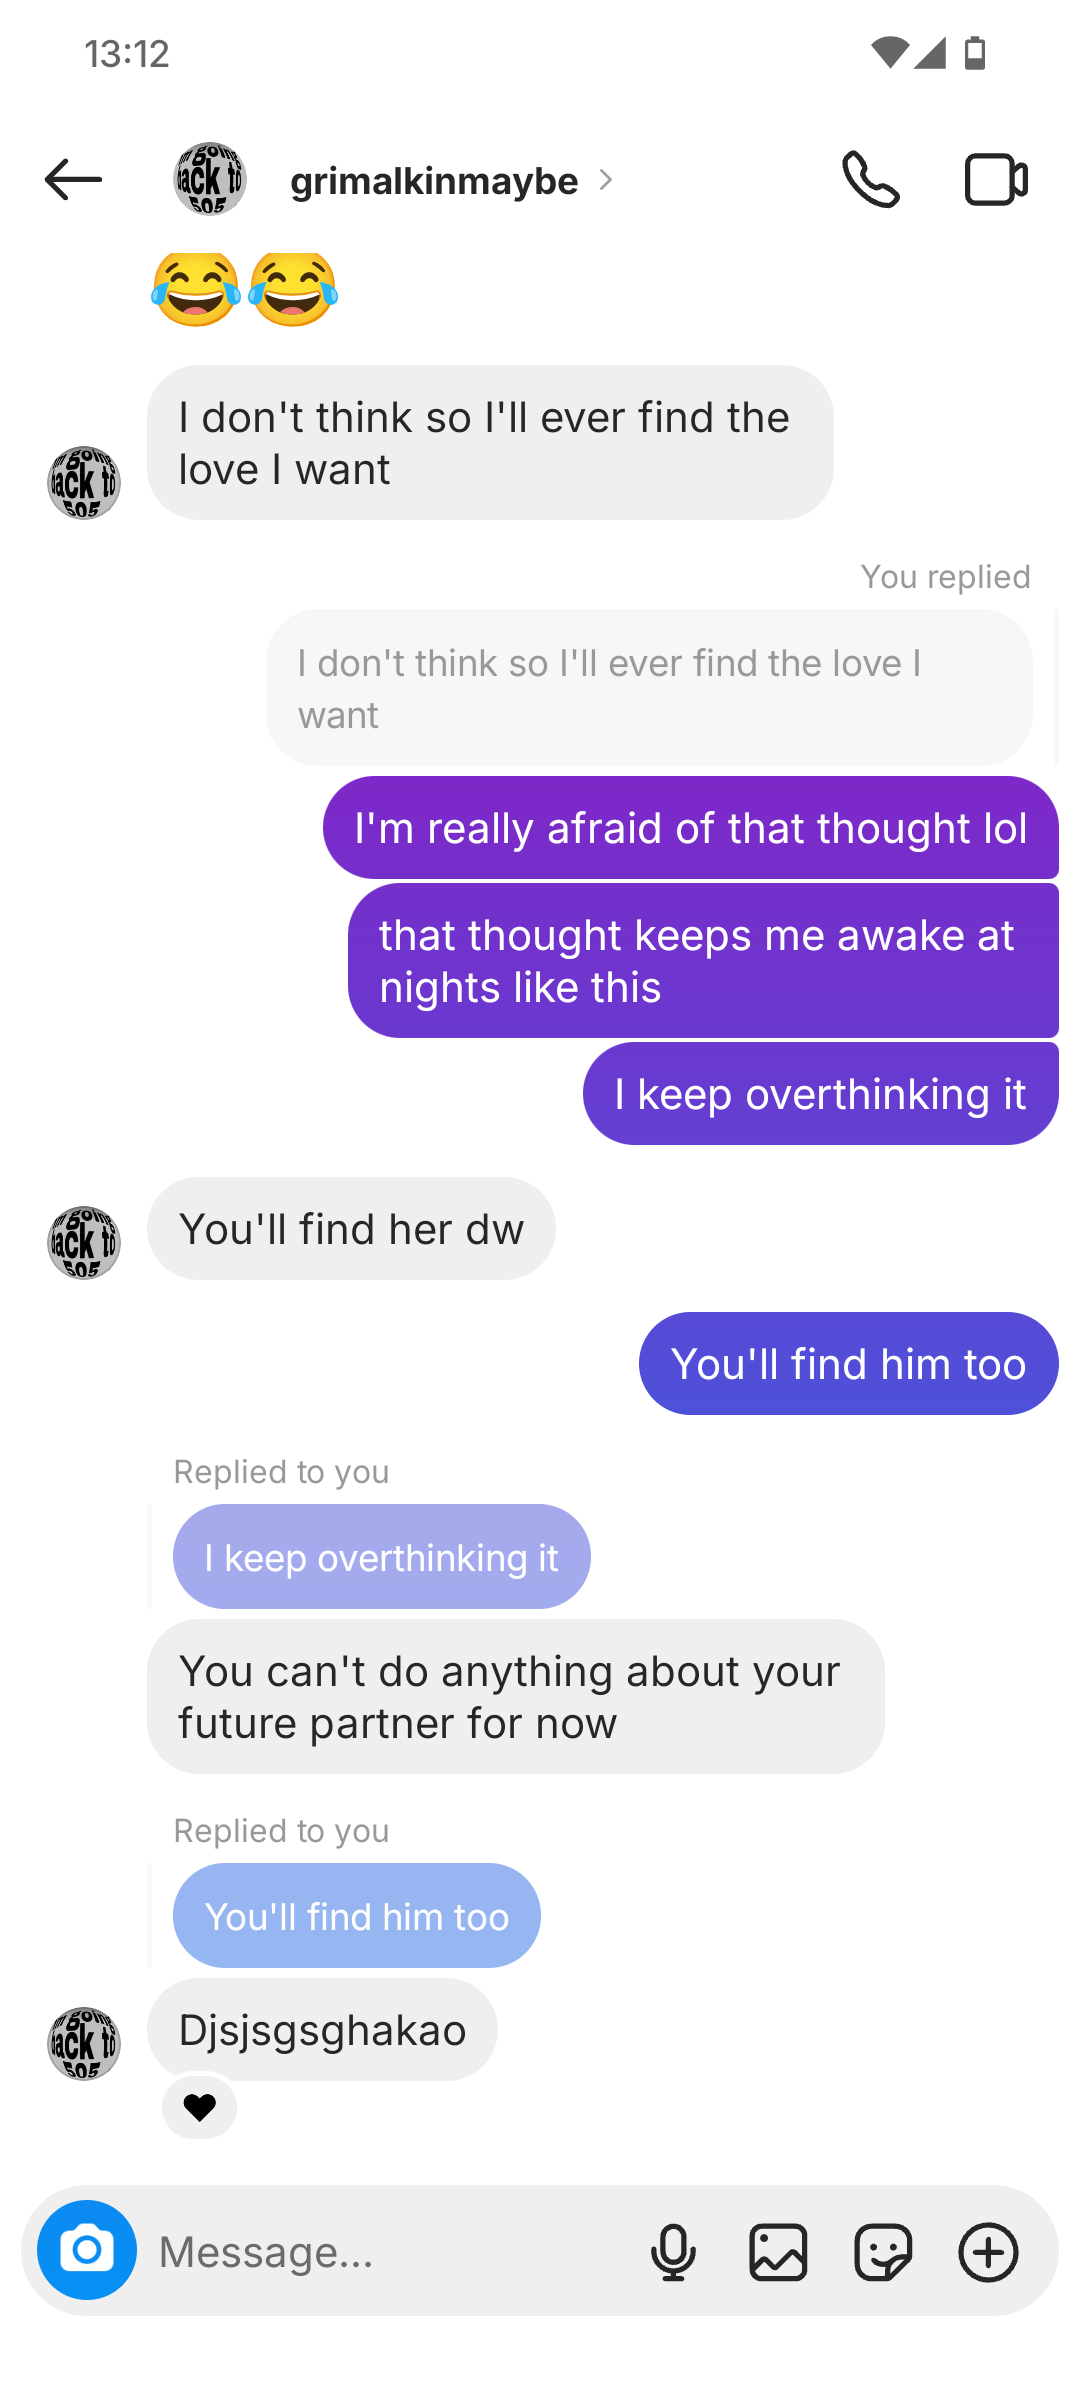 13:12
grimalkinmaybe
😂😂
I don't think so I'll ever find the
love I want
You replied
I don't think so I'll ever find the love I
want
I'm really afraid of that thought lol
that thought keeps me awake at
nights like this
I keep overthinking it
You'll find her dw
You'll find him too
Replied to you
I keep overthinking it
You can't do anything about your
future partner for now
Replied to you
You'll find him too
Djsjsgsghakao
Message...